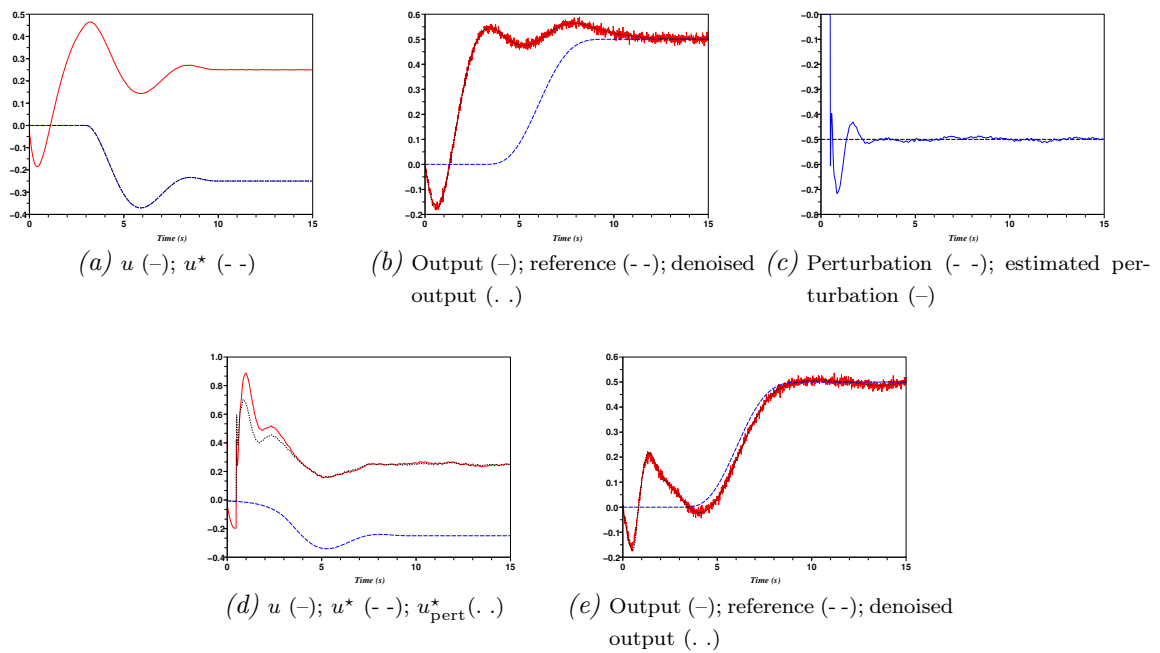 0.5
0.4
0.3
0.2
0.1
0.0
−0.1
−0.2
−0.3
−0.4
0 5 10 15
Time (s)
(a) u (–); u⋆ (- -)
0.6
0.5
0.4
0.3
0.2
0.1
0.0
−0.1
−0.2
0 5 10 15
Time (s)
(b) Output (–); reference (- -); denoised
output (. .)
−0.0
−0.1
−0.2
−0.3
−0.4
−0.5
−0.6
−0.7
−0.8
0 5 10 15
Time (s)
(c) Perturbation (- -); estimated per-
turbation (–)
1.0
0.8
0.6
0.4
0.2
0.0
−0.2
−0.4
0 5 10 15
Time (s)
(d) u (–); u⋆ (- -); u⋆pert(. .)
0.6
0.5
0.4
0.3
0.2
0.1
0.0
−0.1
−0.2
0 5 10 15
Time (s)
(e) Output (–); reference (- -); denoised
output (. .)